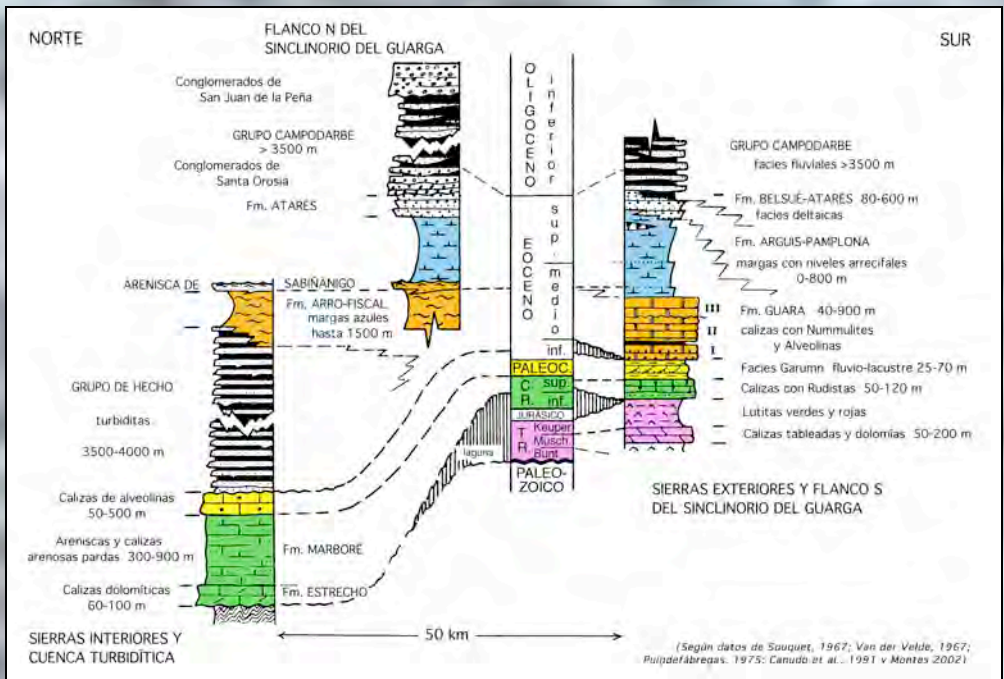 NORTE
FLANCO N DEL
SINCLINORIO DEL GUARGA
SUR
Conglomerados de
San Juan de la Peña
GRUPO CAMPODARBE
> 3500 m
Conglomerados de
Santa Orosia
Fm. ATARÉS
ARENISCA DE SABIÑÁNIGO
Fm. ARRO-FISCAL
margas azules
hasta 1500 m
GRUPO DE HECHO
turbiditas
3500-4000 m
Calizas de alveolinas
50-500 m
Areniscas y calizas
arenosas pardas 300-900 m
Fm. MARBORÉ
Calizas dolomíticas
60-100 m
Fm. ESTRECHO
SIERRAS INTERIORES Y
CUENCA TURBIDÍTICA
OLIGOCENO
inferior
EOCENO
sup.
medio
inf.
PALEOC.
C
R.
sup
inf.
JURÁSICO
T
R.
Keuper
Musch.
Bunt
laguna
PALEO-
ZOICO
GRUPO CAMPODARBE
facies fluviales >3500 m
Fm. BELSUÉ-ATARÉS 80-600 m
facies deltaicas
Fm. ARGUIS-PAMPLONA
margas con niveles arrecifales
0-800 m
III
Fm. GUARA 40-900 m
II
calizas con Nummulites
y Alveolinas
I
Facies Garumn fluvio-lacustre 25-70 m
Calizas con Rudistas 50-120 m
Lutitas verdes y rojas
Calizas tableadas y dolomías 50-200 m
SIERRAS EXTERIORES Y FLANCO S
DEL SINCLINORIO DEL GUARGA
50 km
(Según datos de Souquet, 1967; Van der Velde, 1967;
Puigdefábregas, 1975; Canudo et al., 1991 y Montes 2002)